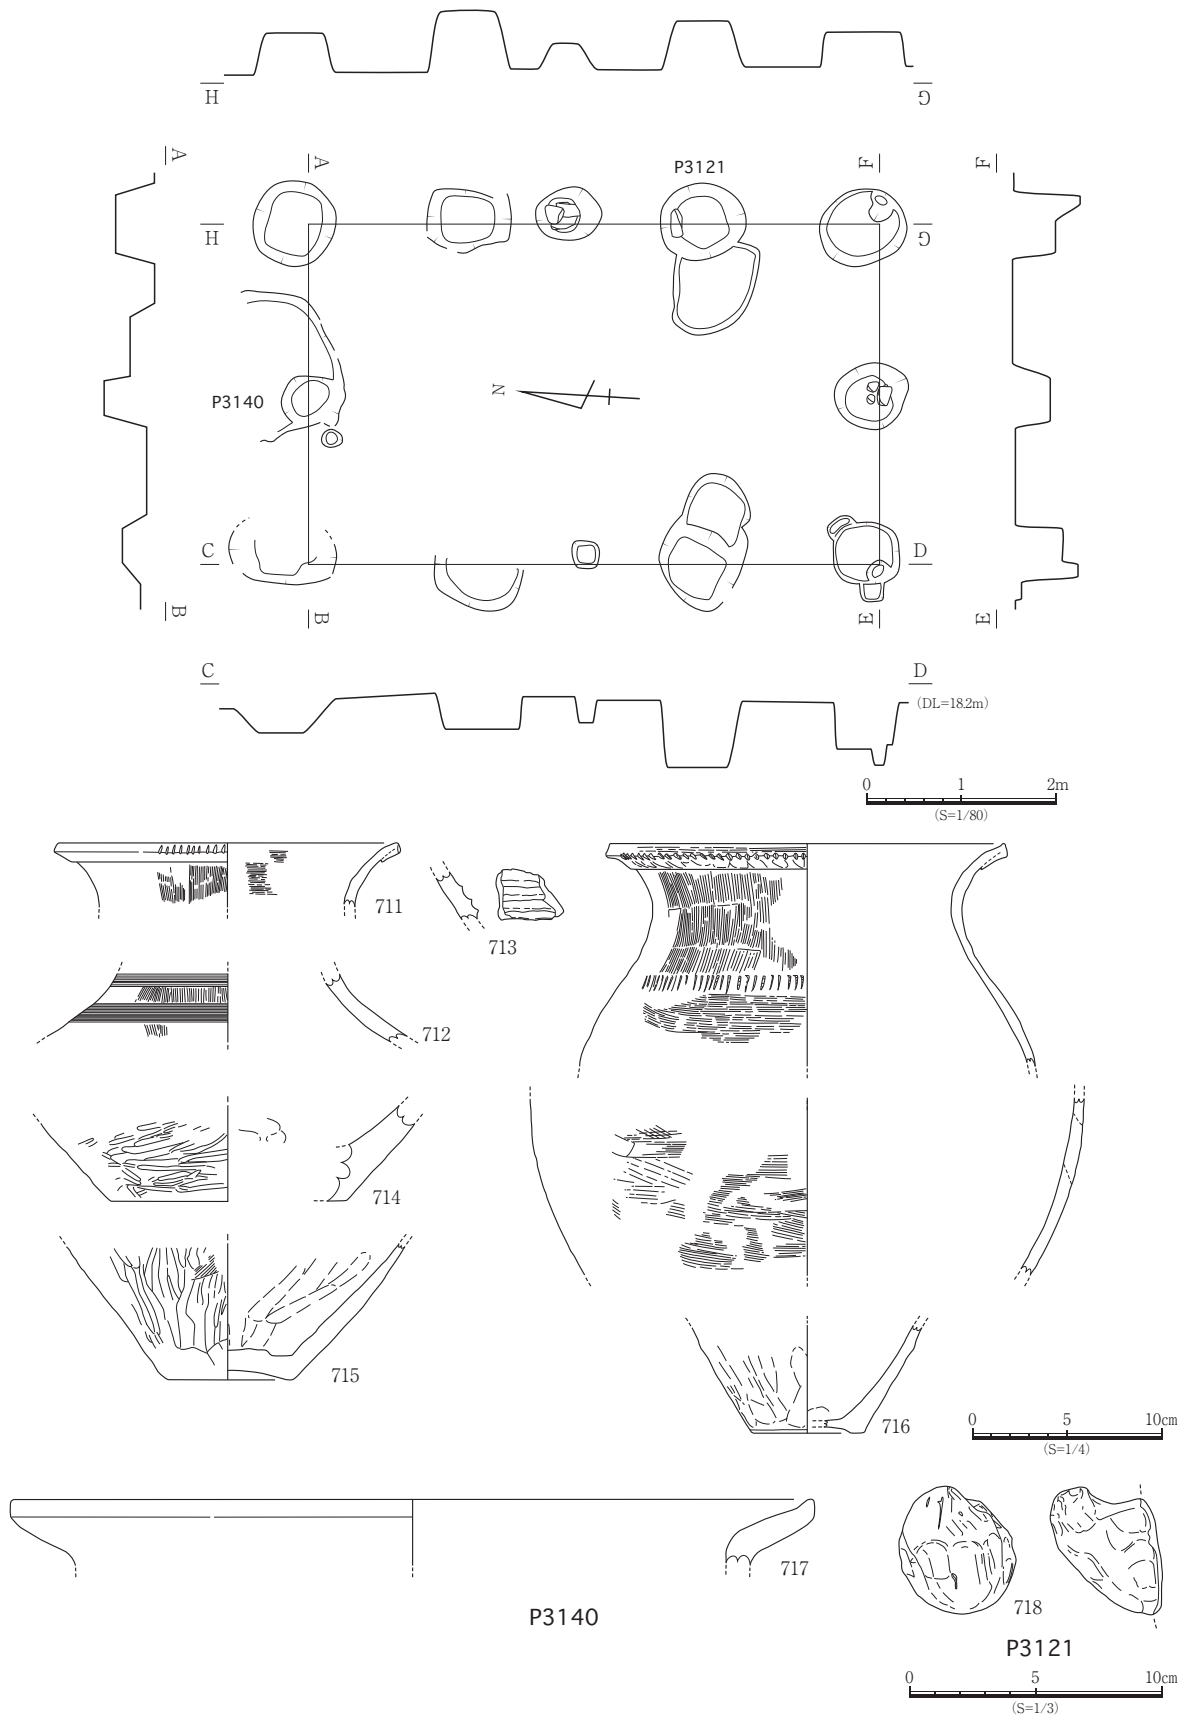 H G
A A P3121 F F
H G
N
P3140
C D
B B E E
C D
(DL=18.2m)
0 1 2m
(S=1/80)
711
713
712
714
715
716
0 5 10㎝
(S=1/4)
717
718
P3140
P3121
0 5 10㎝
(S=1/3)